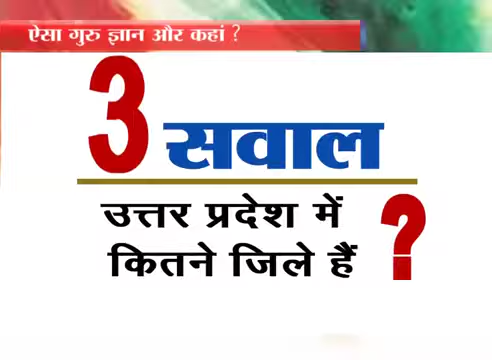 ऐसा गुरु ज्ञान और कहां ?
3 सवाल
उत्तर प्रदेश में
कितने जिले हैं ?